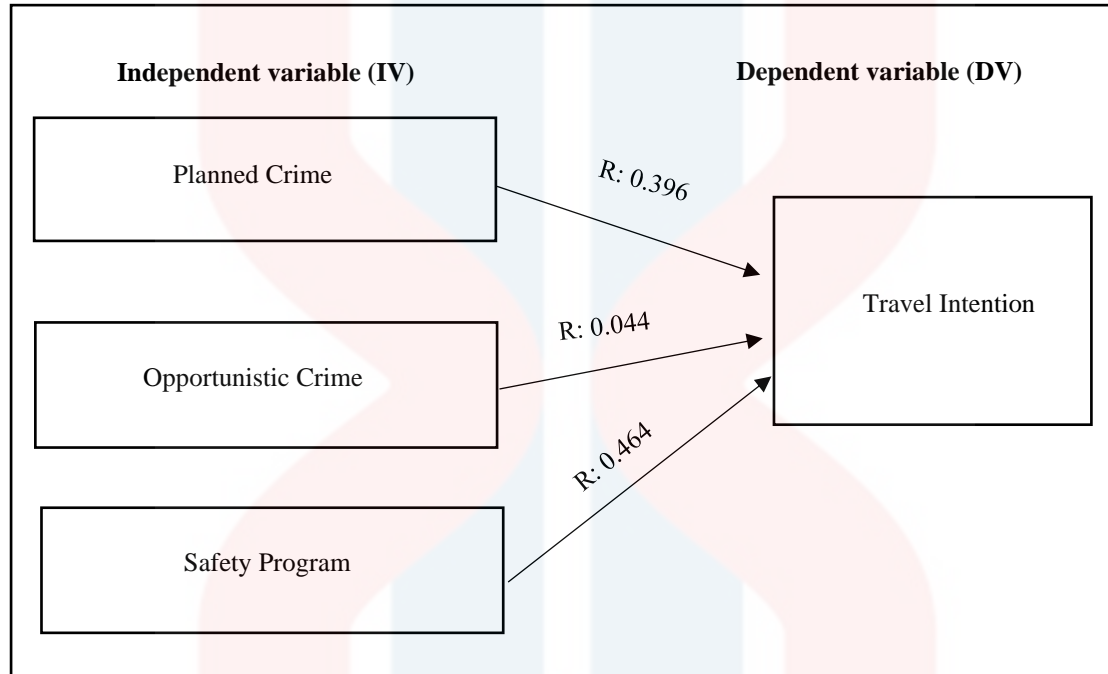 Independent variable (IV)
Dependent variable (DV)
Planned Crime
R: 0.396
Travel Intention
Opportunistic Crime
R: 0.044
Safety Program
R: 0.464